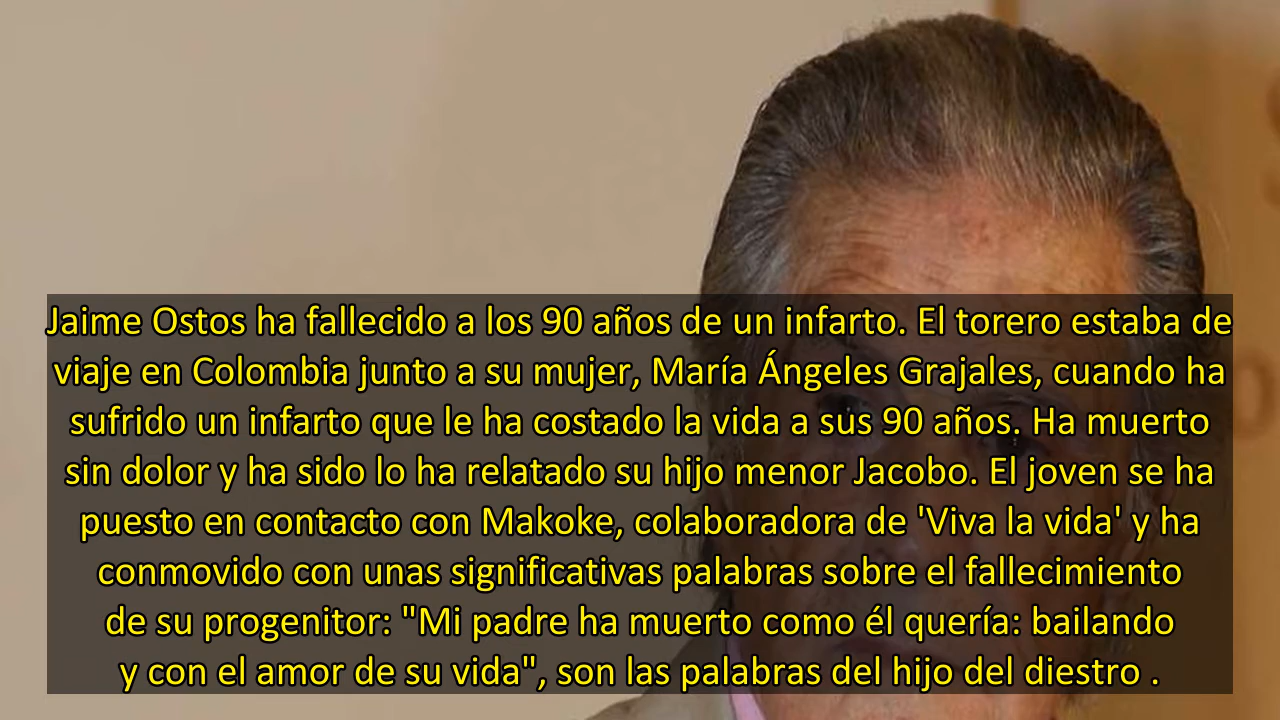 Jaime Ostos ha fallecido a los 90 años de un infarto. El torero estaba de
viaje en Colombia junto a su mujer, María Ángeles Grajales, cuando ha
sufrido un infarto que le ha costado la vida a sus 90 años. Ha muerto
sin dolor y ha sido lo ha relatado su hijo menor Jacobo. El joven se ha
puesto en contacto con Makoke, colaboradora de 'Viva la vida' y ha
conmovido con unas significativas palabras sobre el fallecimiento
de su progenitor: "Mi padre ha muerto como él quería: bailando
y con el amor de su vida", son las palabras del hijo del diestro .